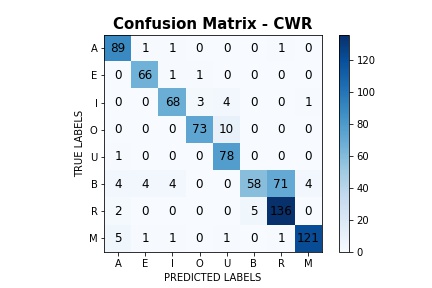 Confusion Matrix - CWR
TRUE LABELS
A 89 1 1 0 0 0 1 0
E 0 66 1 1 0 0 0 0
I 0 0 68 3 4 0 0 1
O 0 0 0 73 10 0 0 0
U 1 0 0 0 78 0 0 0
B 4 4 4 0 0 58 71 4
R 2 0 0 0 0 5 136 0
M 5 1 1 0 1 0 1 121
A E I O U B R M
PREDICTED LABELS
120
100
80
60
40
20
0